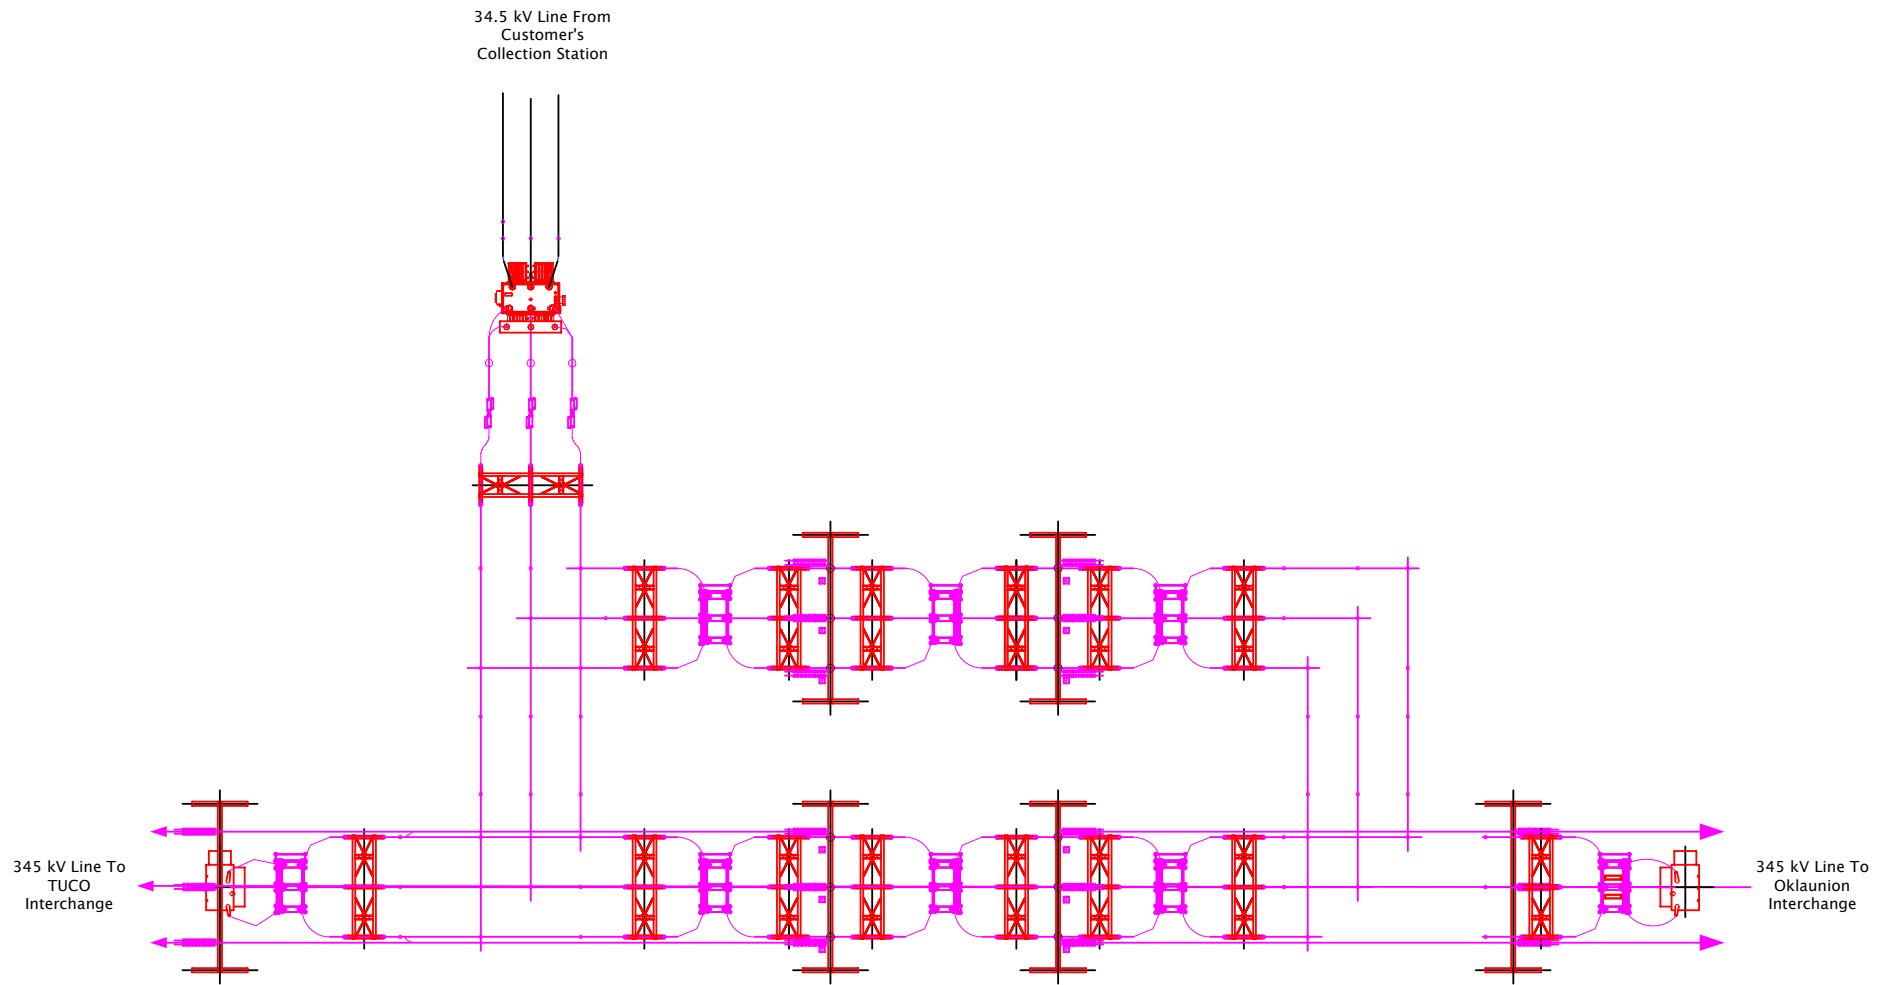 34.5 kV Line From
Customer's
Collection Station
345 kV Line To
TUCO
Interchange
345 kV Line To
Oklaunion
Interchange